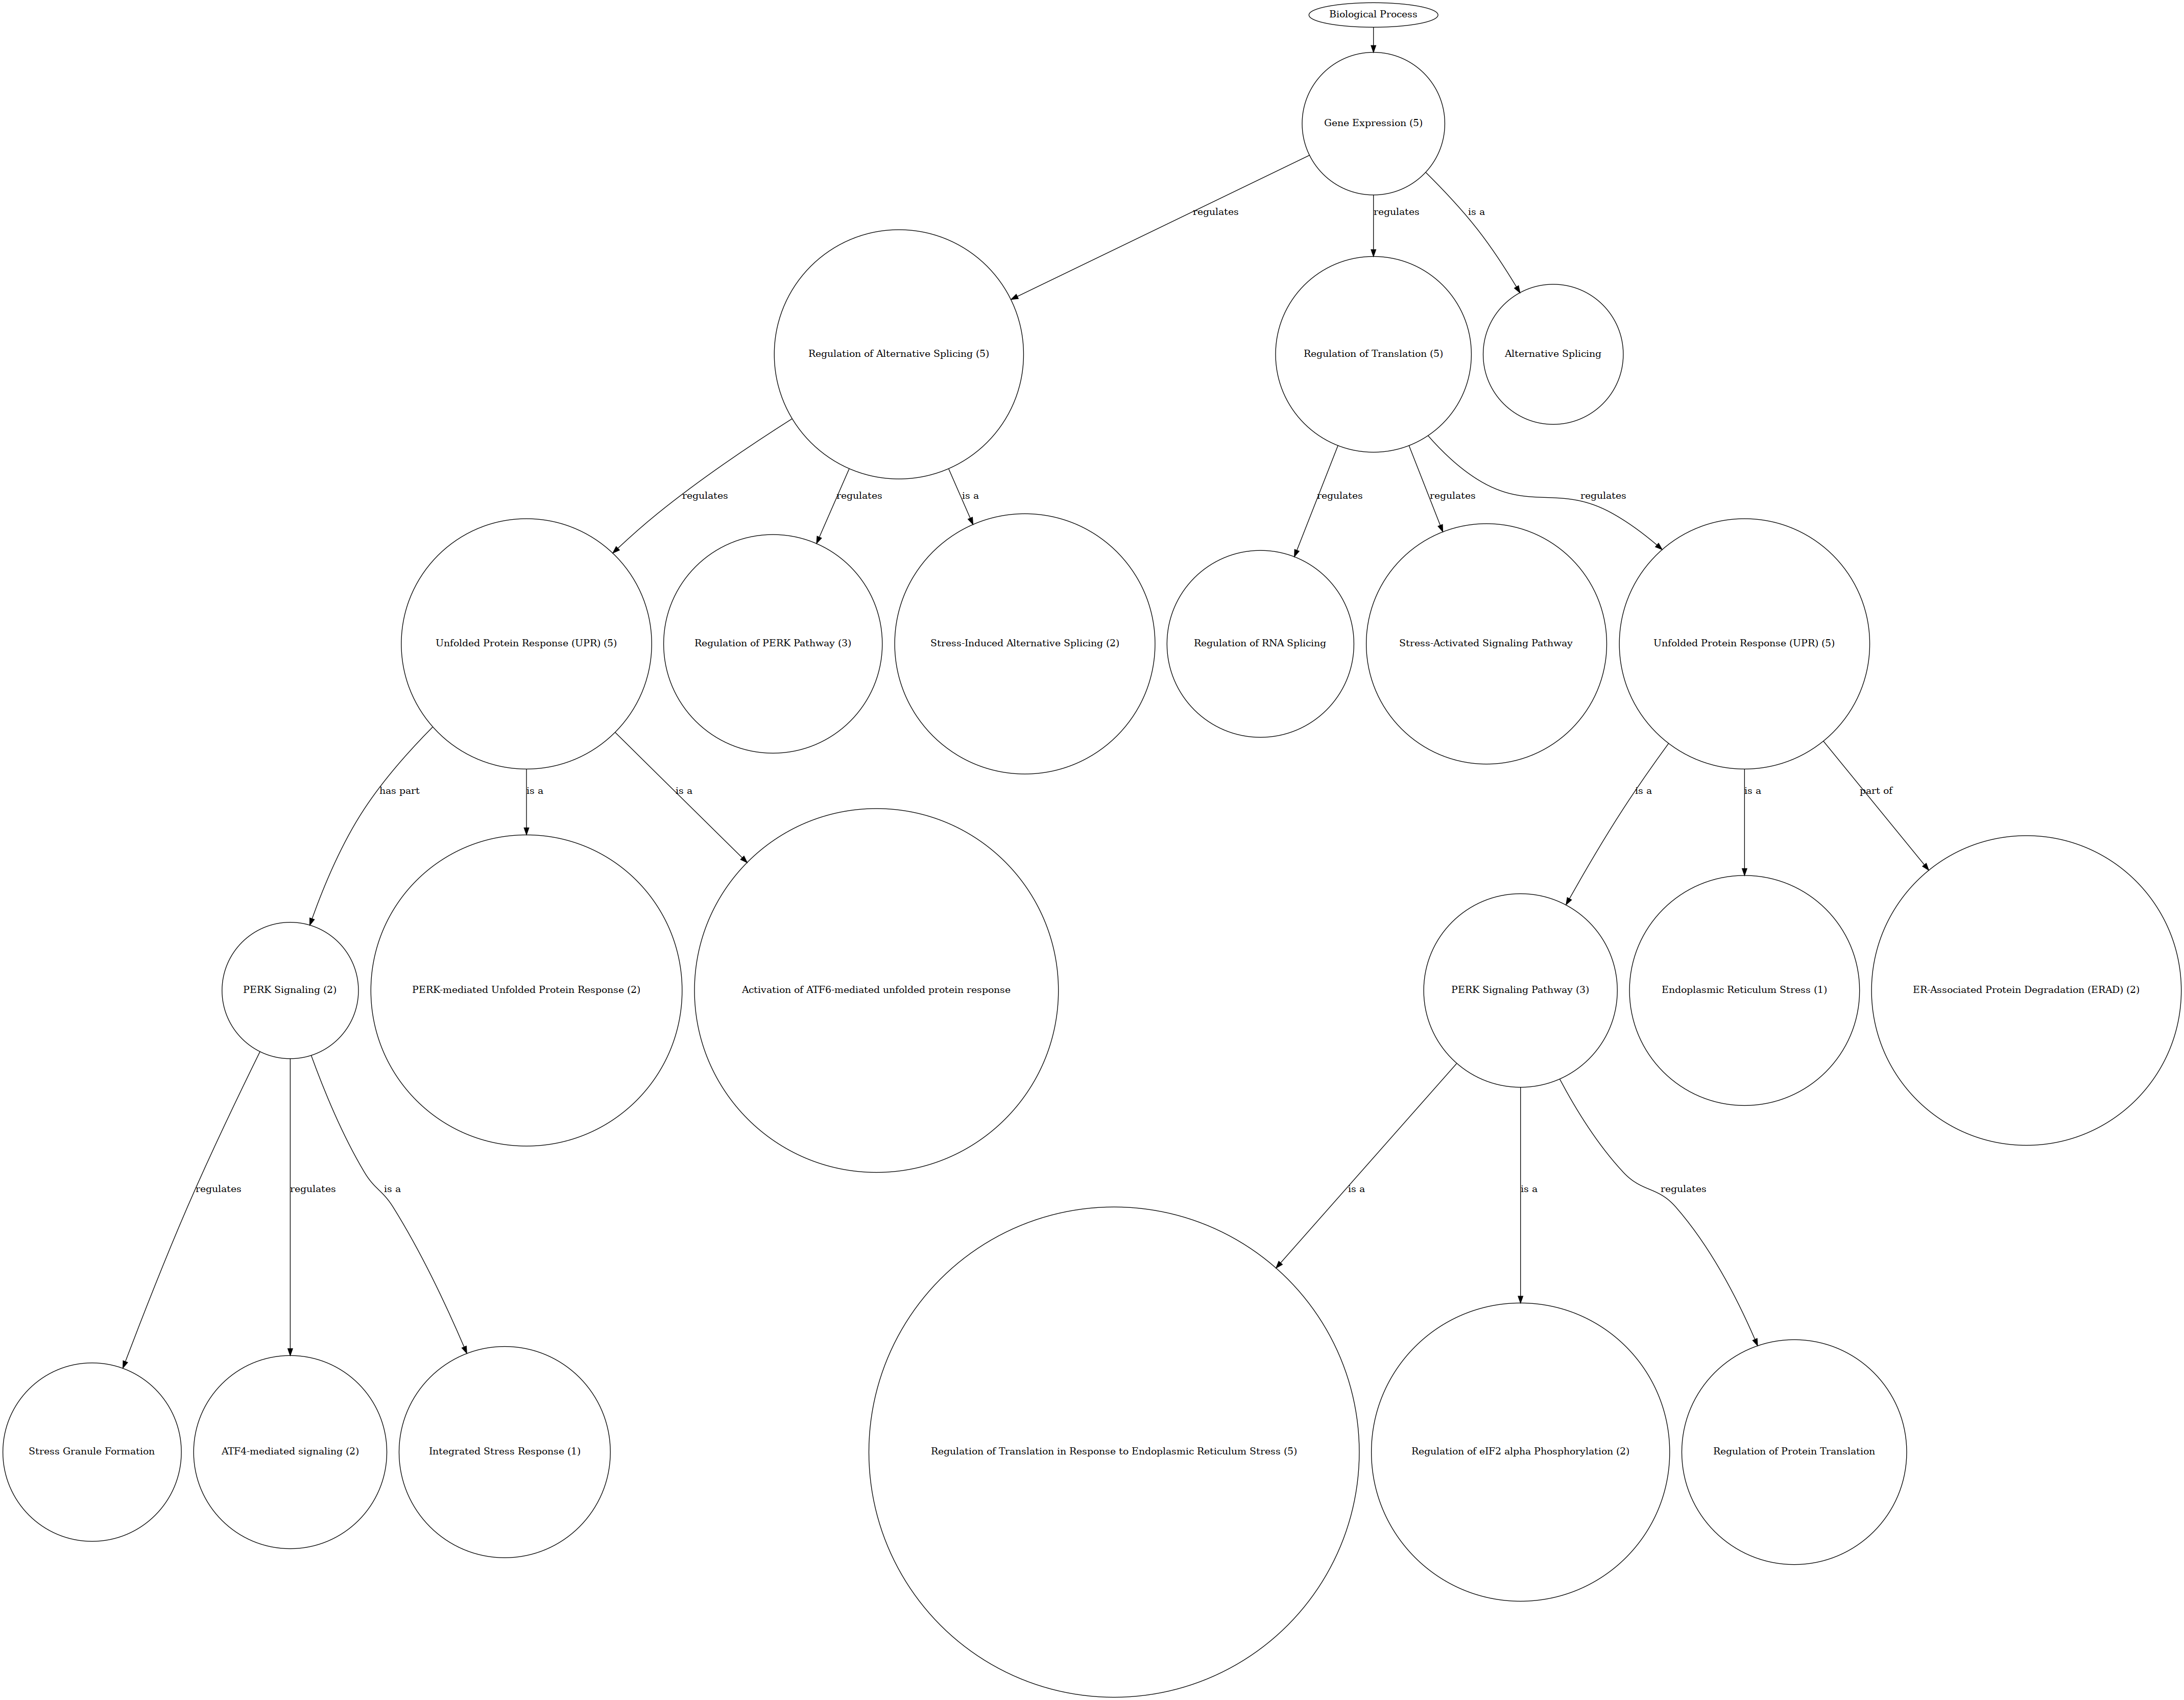 Biological Process
Gene Expression (5)
regulates
regulates
is a
Regulation of Alternative Splicing (5)
Regulation of Translation (5)
Alternative Splicing
regulates
regulates
is a
regulates
regulates
regulates
Unfolded Protein Response (UPR) (5)
Regulation of PERK Pathway (3)
Stress-Induced Alternative Splicing (2)
Regulation of RNA Splicing
Stress-Activated Signaling Pathway
Unfolded Protein Response (UPR) (5)
has part
is a
is a
is a
is a
part of
PERK Signaling (2)
PERK-mediated Unfolded Protein Response (2)
Activation of ATF6-mediated unfolded protein response
PERK Signaling Pathway (3)
Endoplasmic Reticulum Stress (1)
ER-Associated Protein Degradation (ERAD) (2)
regulates
regulates
is a
is a
is a
regulates
Stress Granule Formation
ATF4-mediated signaling (2)
Integrated Stress Response (1)
Regulation of Translation in Response to Endoplasmic Reticulum Stress (5)
Regulation of eIF2 alpha Phosphorylation (2)
Regulation of Protein Translation